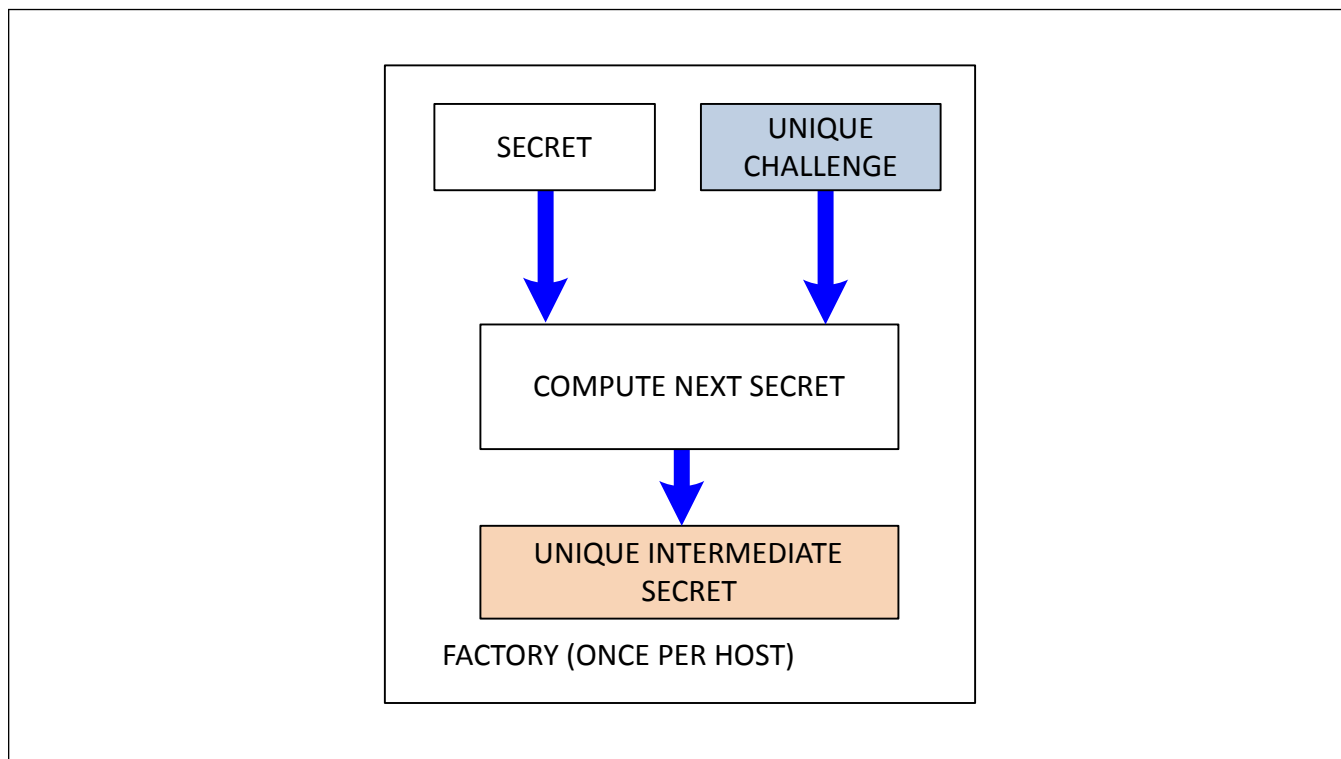 SECRET
UNIQUE
CHALLENGE
COMPUTE NEXT SECRET
UNIQUE INTERMEDIATE
SECRET
FACTORY (ONCE PER HOST)